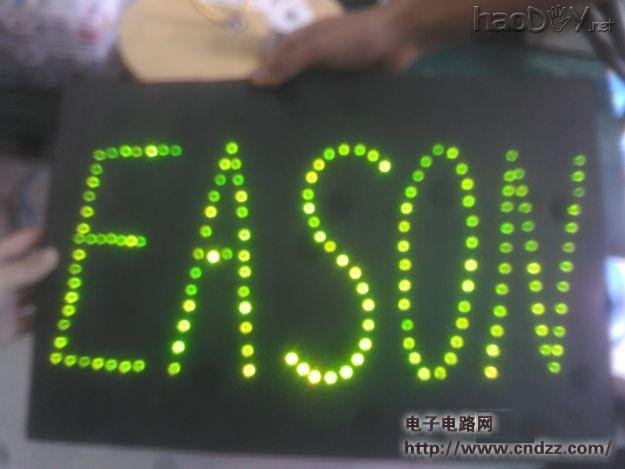 haoDIY.net
EASON
电子电路网
http://www.cndzz.com/